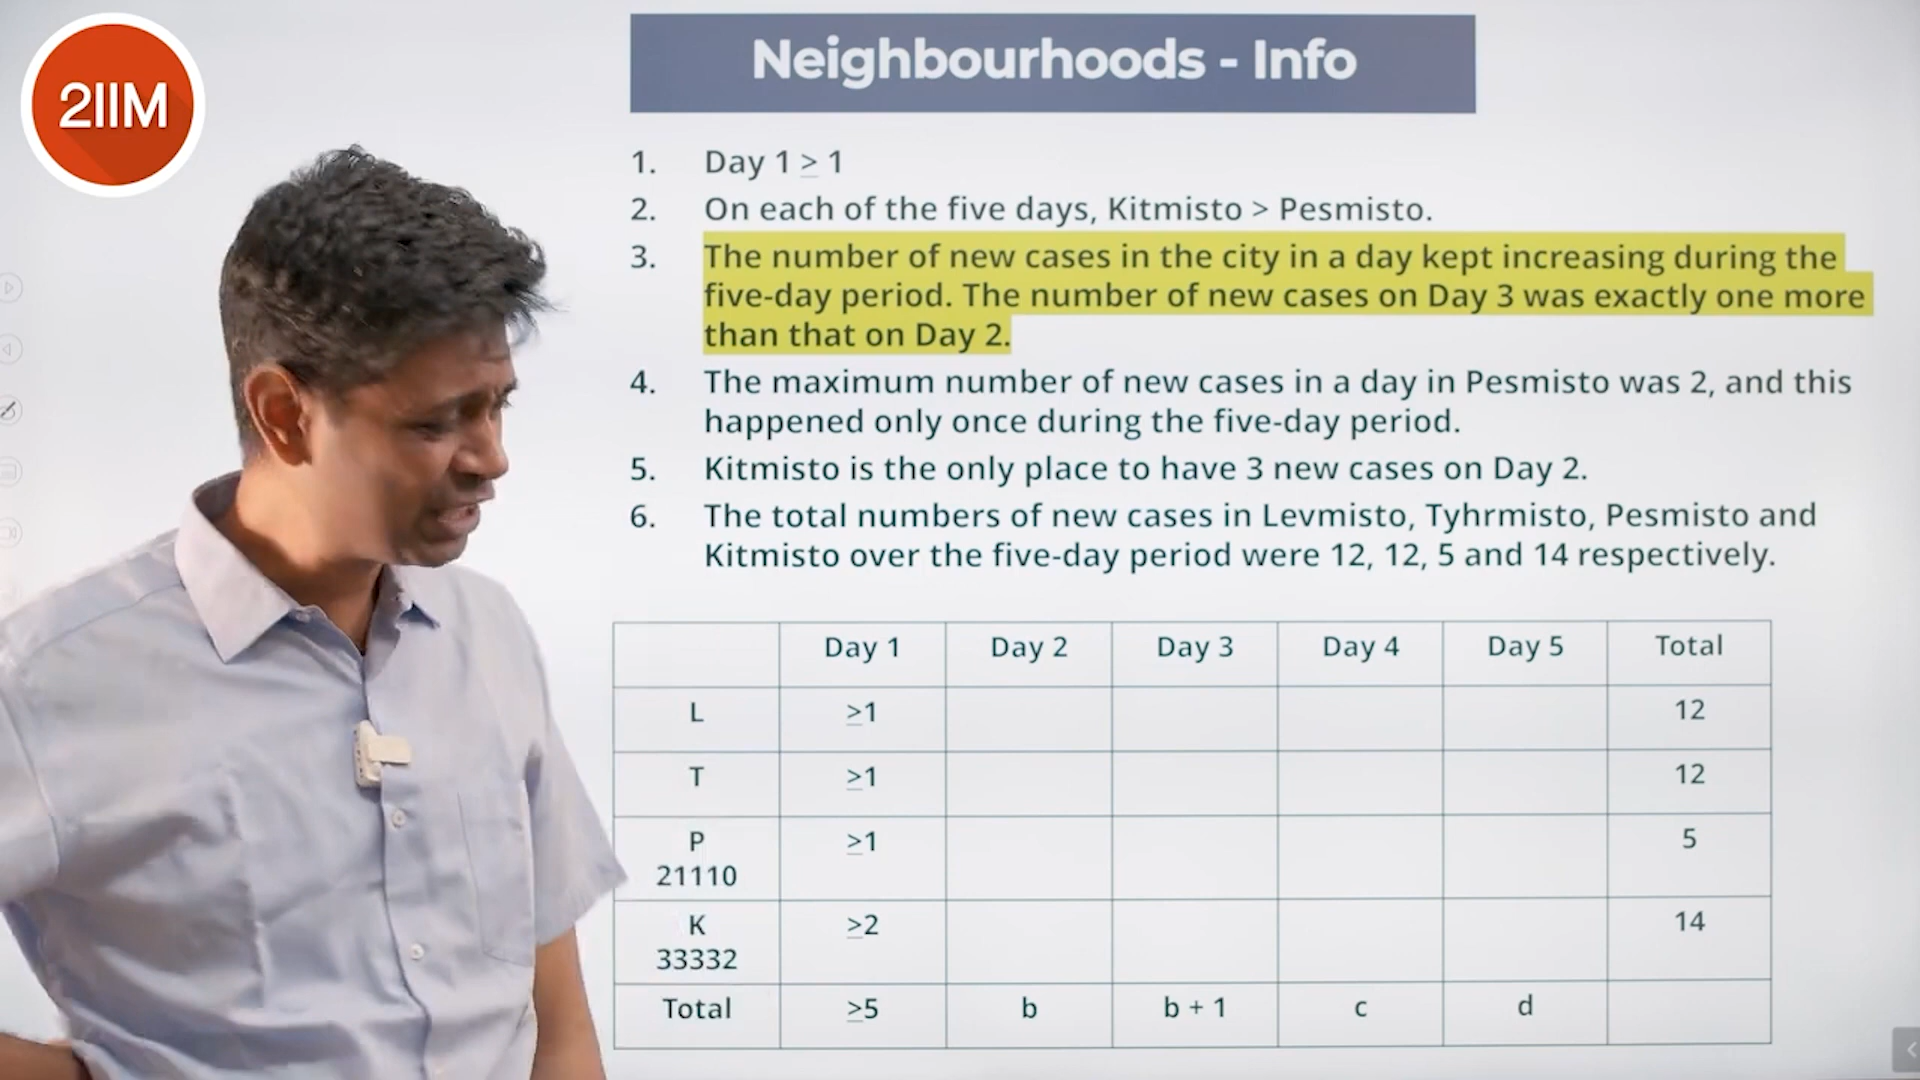 2IIM
Neighbourhoods - Info
1. Day 1 ≥ 1
2. On each of the five days, Kitmisto > Pesmisto.
3. The number of new cases in the city in a day kept increasing during the
five-day period. The number of new cases on Day 3 was exactly one more
than that on Day 2.
4. The maximum number of new cases in a day in Pesmisto was 2, and this
happened only once during the five-day period.
5. Kitmisto is the only place to have 3 new cases on Day 2.
6. The total numbers of new cases in Levmisto, Tyhrmisto, Pesmisto and
Kitmisto over the five-day period were 12, 12, 5 and 14 respectively.
Day 1 Day 2 Day 3 Day 4 Day 5 Total
L ≥1 12
T ≥1 12
P ≥1 5
21110
K ≥2 14
33332
Total ≥5 b b + 1 c d